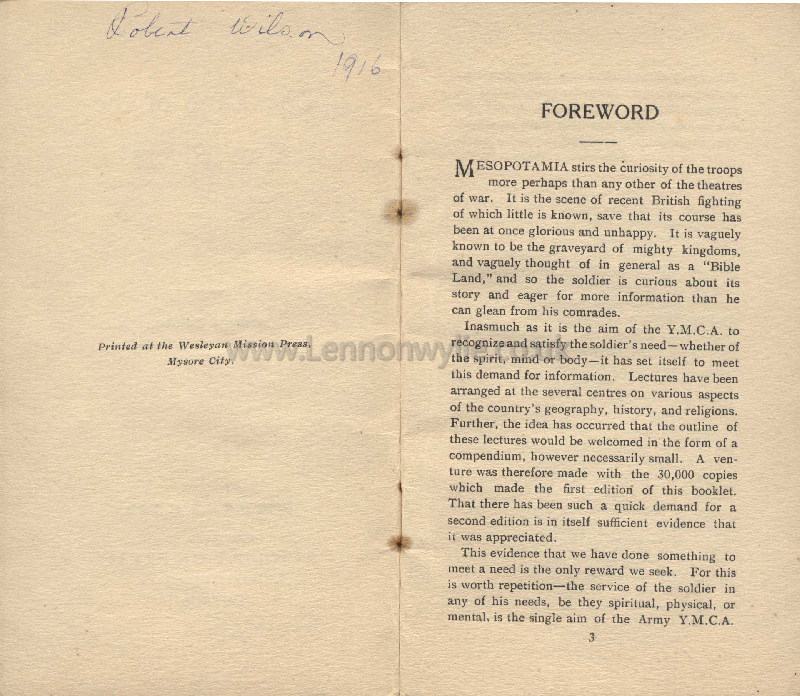 Robert Wilson
1916
Printed at the Wesleyan Mission Press,
Mysore City.
FOREWORD
MESOPOTAMIA stirs the curiosity of the troops
more perhaps than any other of the theatres
of war. It is the scene of recent British fighting
of which little is known, save that its course has
been at once glorious and unhappy. It is vaguely
known to be the graveyard of mighty kingdoms,
and vaguely thought of in general as a "Bible
Land," and so the soldier is curious about its
story and eager for more information than he
can glean from his comrades.
Inasmuch as it is the aim of the Y.M.C.A. to
recognize and satisfy the soldier's need—whether of
the spirit, mind or body—it has set itself to meet
this demand for information. Lectures have been
arranged at the several centres on various aspects
of the country's geography, history, and religions.
Further, the idea has occurred that the outline of
these lectures would be welcomed in the form of a
compendium, however necessarily small. A ven-
ture was therefore made with the 30,000 copies
which made the first edition of this booklet.
That there has been such a quick demand for a
second edition is in itself sufficient evidence that
it was appreciated.
This evidence that we have done something to
meet a need is the only reward we seek. For this
is worth repetition—the service of the soldier in
any of his needs, be they spiritual, physical, or
mental, is the single aim of the Army Y.M.C.A.
3